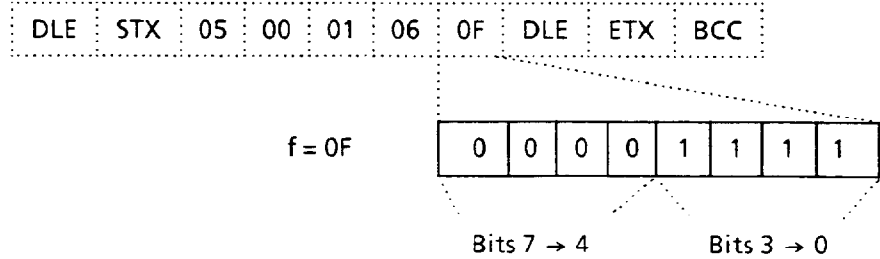 DLE STX 05 00 01 06 0F DLE ETX BCC
f = 0F 0 0 0 0 1 1 1 1
Bits 7 → 4 Bits 3 → 0